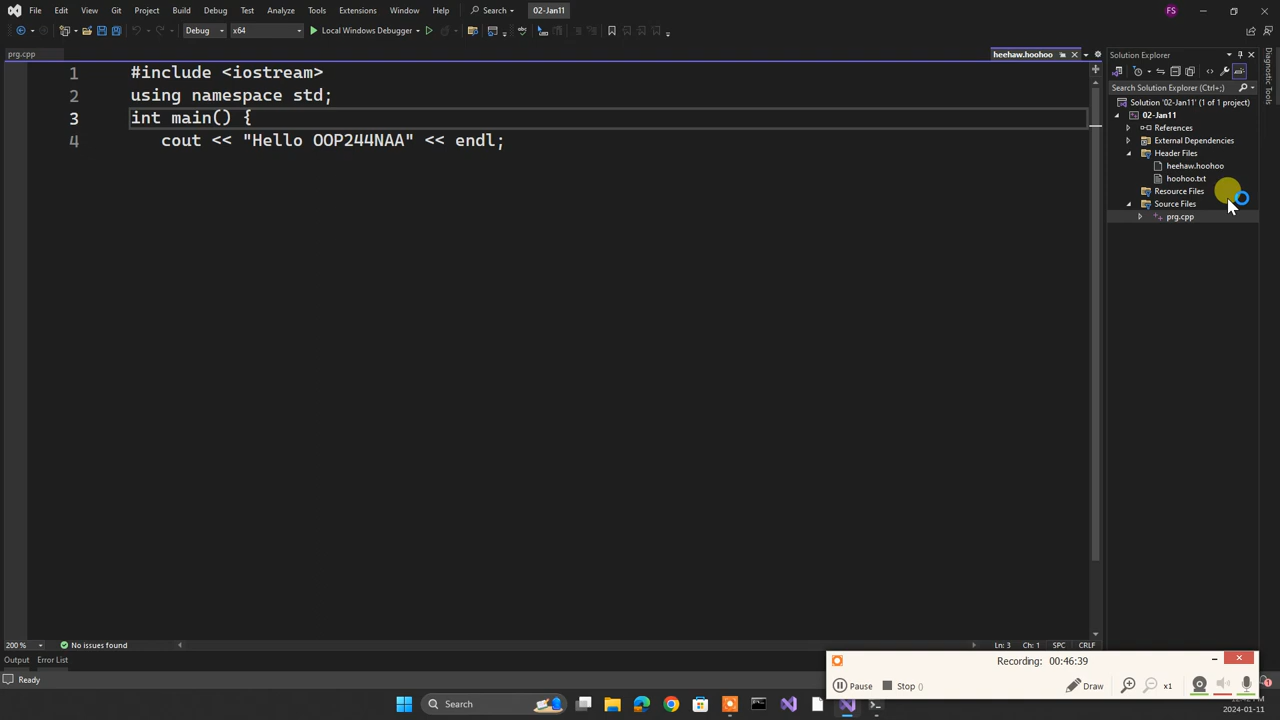 File Edit View Git Project Build Debug Test Analyze Tools Extensions Window Help Search 02-Jan11 FS
Debug x64 Local Windows Debugger
prg.cpp heehaw.hoohoo
1 #include <iostream>
2 using namespace std;
3 int main() {
4 cout << "Hello OOP244NAA" << endl;
Solution Explorer
Search Solution Explorer (Ctrl+;)
Solution '02-Jan11' (1 of 1 project)
02-Jan11
References
External Dependencies
Header Files
heehaw.hoohoo
hoohoo.txt
Resource Files
Source Files
prg.cpp
Diagnostic Tools
200 % No issues found Ln: 3 Ch: 1 SPC CRLF
Output Error List
Ready
Recording: 00:46:39
Pause Stop () Draw x1
Search
2024-01-11